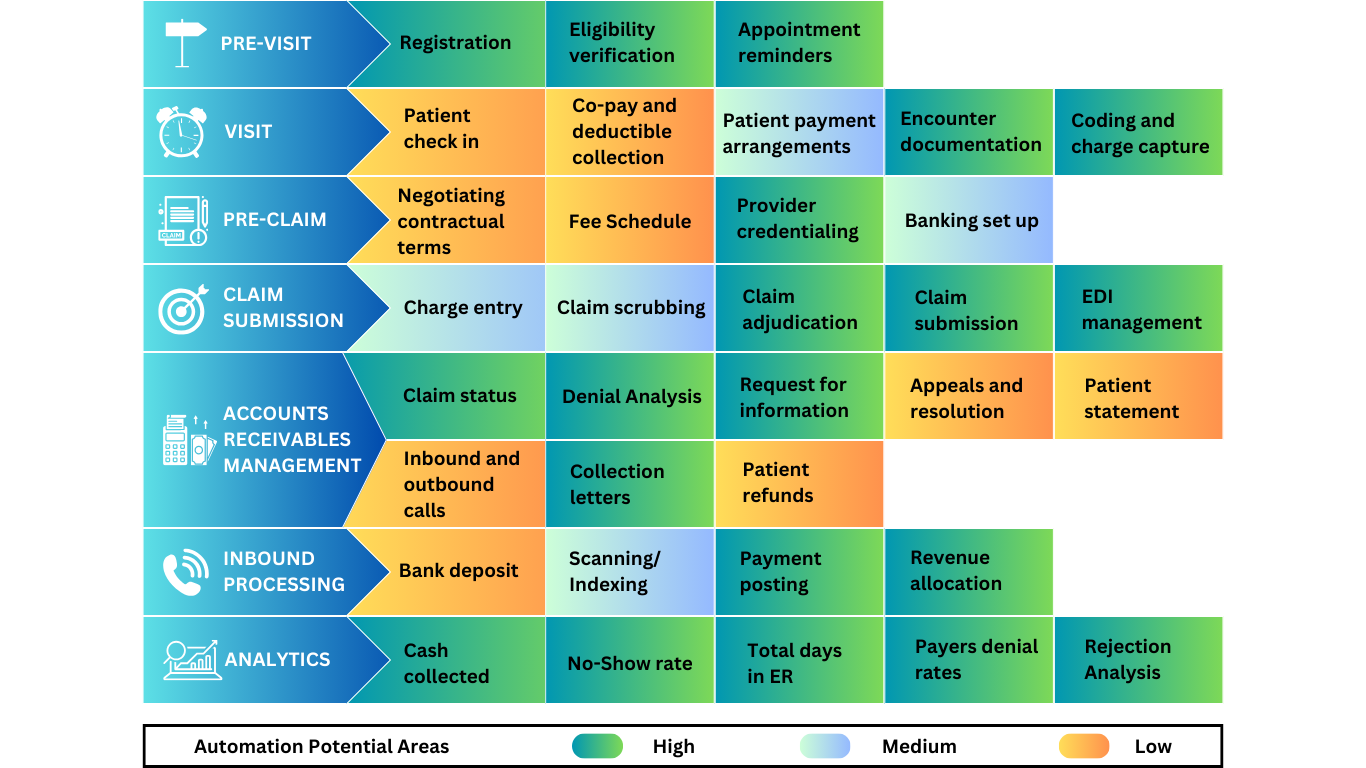 PRE-VISIT
Registration
Eligibility
verification
Appointment
reminders
VISIT
Patient
check in
Co-pay and
deductible
collection
Patient payment
arrangements
Encounter
documentation
Coding and
charge capture
CLAIM
PRE-CLAIM
Negotiating
contractual
terms
Fee Schedule
Provider
credentialing
Banking set up
CLAIM
SUBMISSION
Charge entry
Claim scrubbing
Claim
adjudication
Claim
submission
EDI
management
ACCOUNTS
RECEIVABLES
MANAGEMENT
Claim status
Denial Analysis
Request for
information
Appeals and
resolution
Patient
statement
Inbound and
outbound
calls
Collection
letters
Patient
refunds
INBOUND
PROCESSING
Bank deposit
Scanning/
Indexing
Payment
posting
Revenue
allocation
ANALYTICS
Cash
collected
No-Show rate
Total days
in ER
Payers denial
rates
Rejection
Analysis
Automation Potential Areas
High
Medium
Low